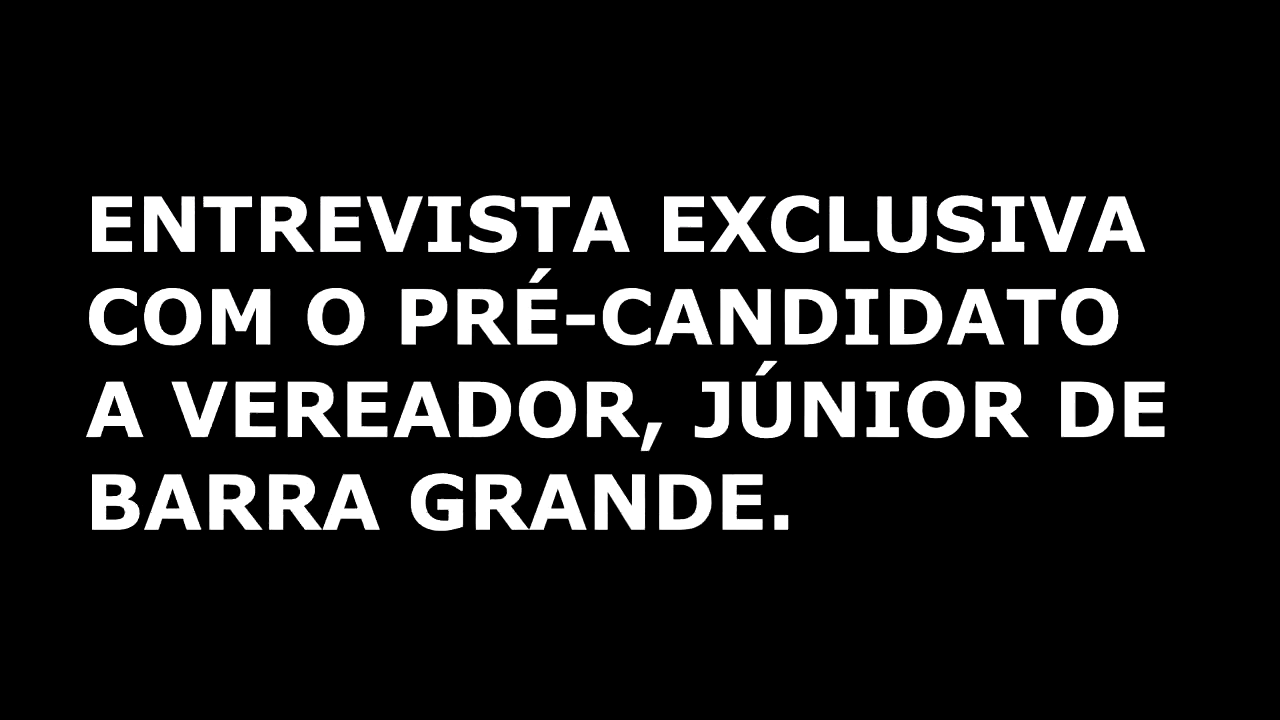 ENTREVISTA EXCLUSIVA
COM O PRÉ-CANDIDATO
A VEREADOR, JÚNIOR DE
BARRA GRANDE.